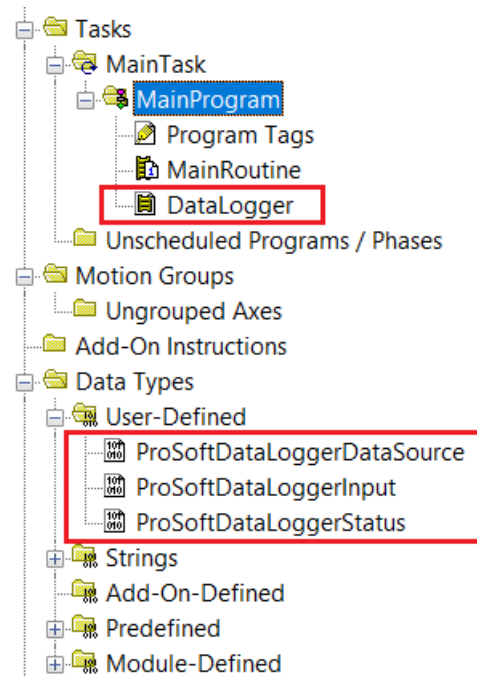 Tasks
MainTask
MainProgram
Program Tags
MainRoutine
DataLogger
Unscheduled Programs / Phases
Motion Groups
Ungrouped Axes
Add-On Instructions
Data Types
User-Defined
ProSoftDataLoggerDataSource
ProSoftDataLoggerInput
ProSoftDataLoggerStatus
Strings
Add-On-Defined
Predefined
Module-Defined